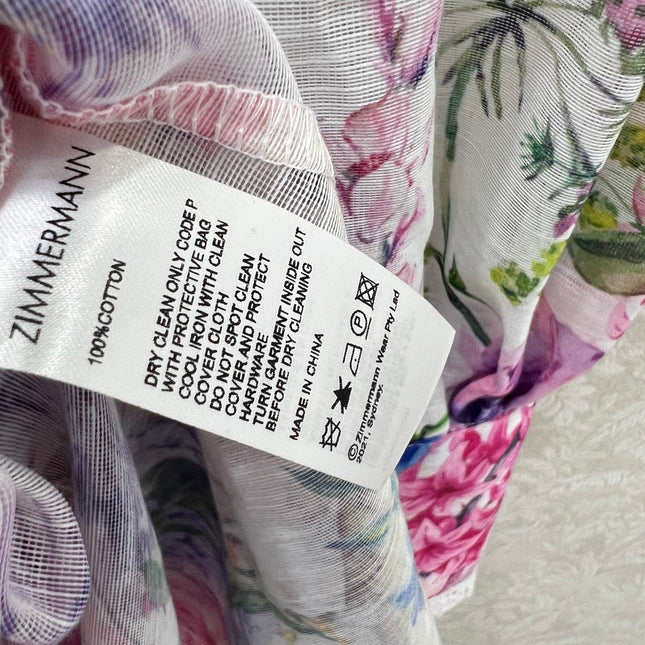 ZIMMERMANN
100%COTTON
DRY CLEAN ONLY CODE P
WITH PROTECTIVE BAG
COOL IRON WITH CLEAN
COVER CLOTH
DO NOT SPOT CLEAN
COVER AND PROTECT
HARDWARE
TURN GARMENT INSIDE OUT
BEFORE DRY CLEANING
MADE IN CHINA
P
©Zimmermann Wear Pty Lad
2021, Sydney.